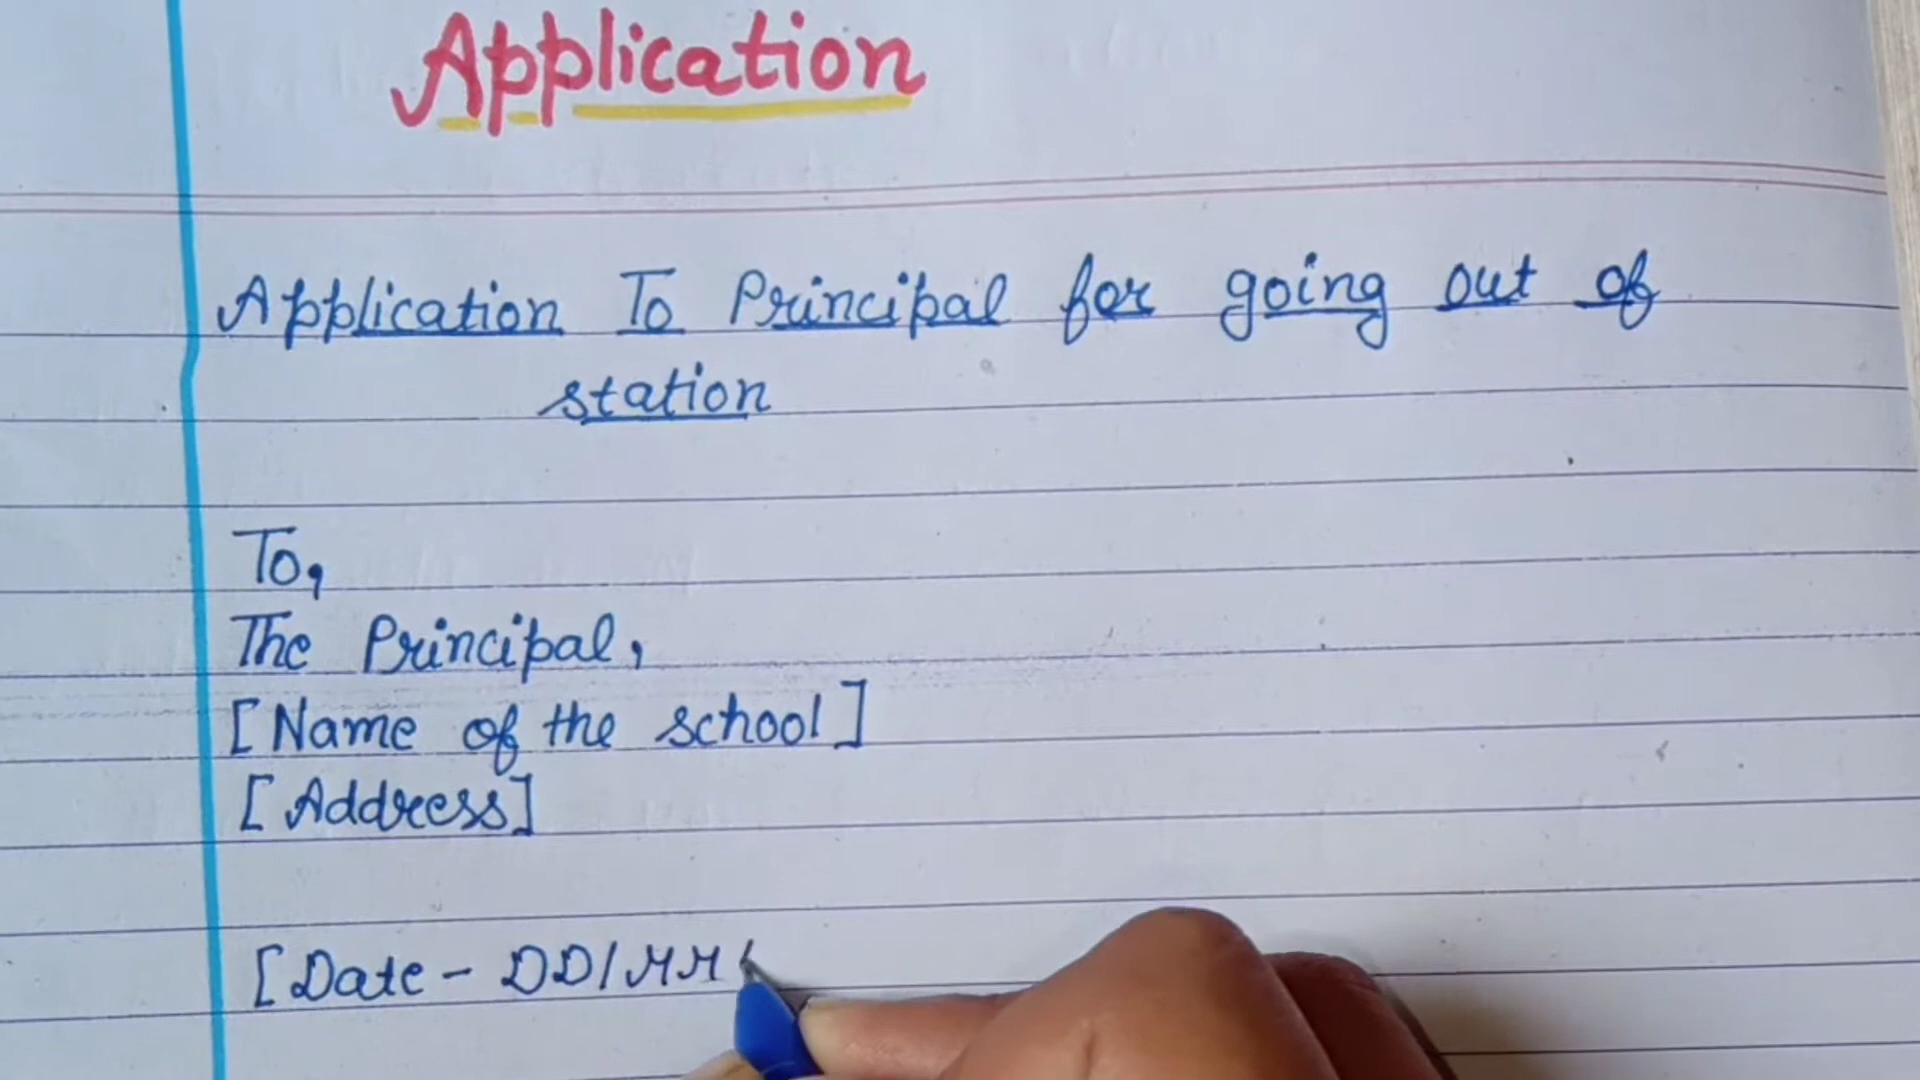 Application
Application To Principal for going out of
station
To,
The Principal,
[Name of the school]
[Address]
[Date - DD/MM/